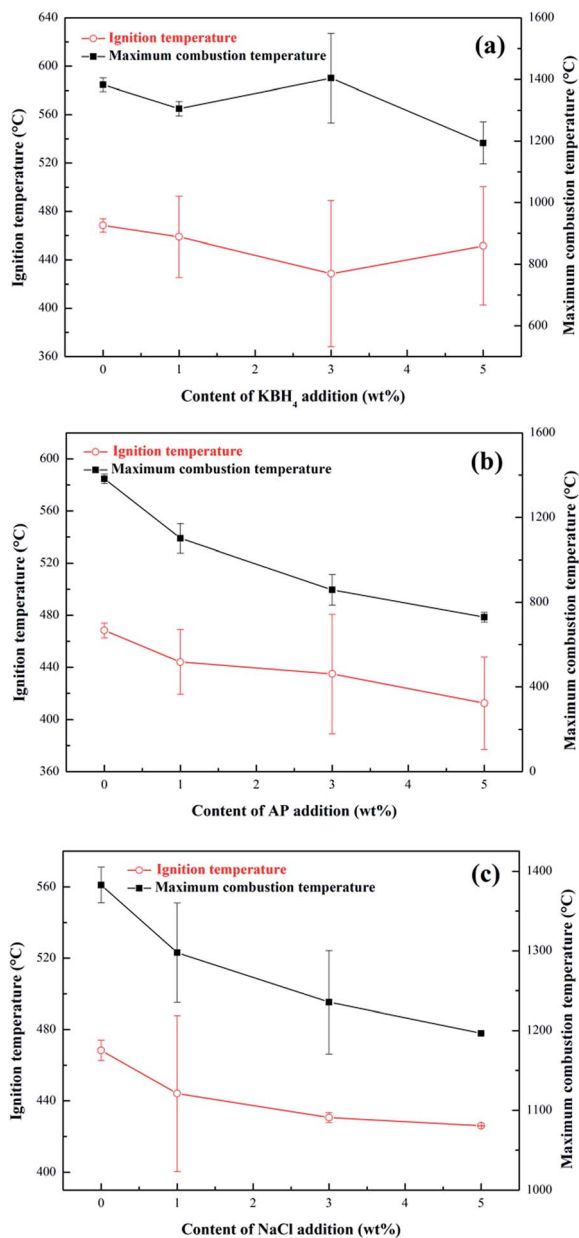 (a)
Ignition temperature
Maximum combustion temperature
Ignition temperature (°C)
640
600
560
520
480
440
400
360
Maximum combustion temperature (°C)
1600
1400
1200
1000
800
600
0 1 2 3 4 5
Content of KBH4 addition (wt%)
(b)
Ignition temperature
Maximum combustion temperature
Ignition temperature (°C)
600
560
520
480
440
400
360
Maximum combustion temperature (°C)
1600
1200
800
400
0
0 1 2 3 4 5
Content of AP addition (wt%)
(c)
Ignition temperature
Maximum combustion temperature
Ignition temperature (°C)
560
520
480
440
400
Maximum combustion temperature (°C)
1400
1300
1200
1100
1000
0 1 2 3 4 5
Content of NaCl addition (wt%)